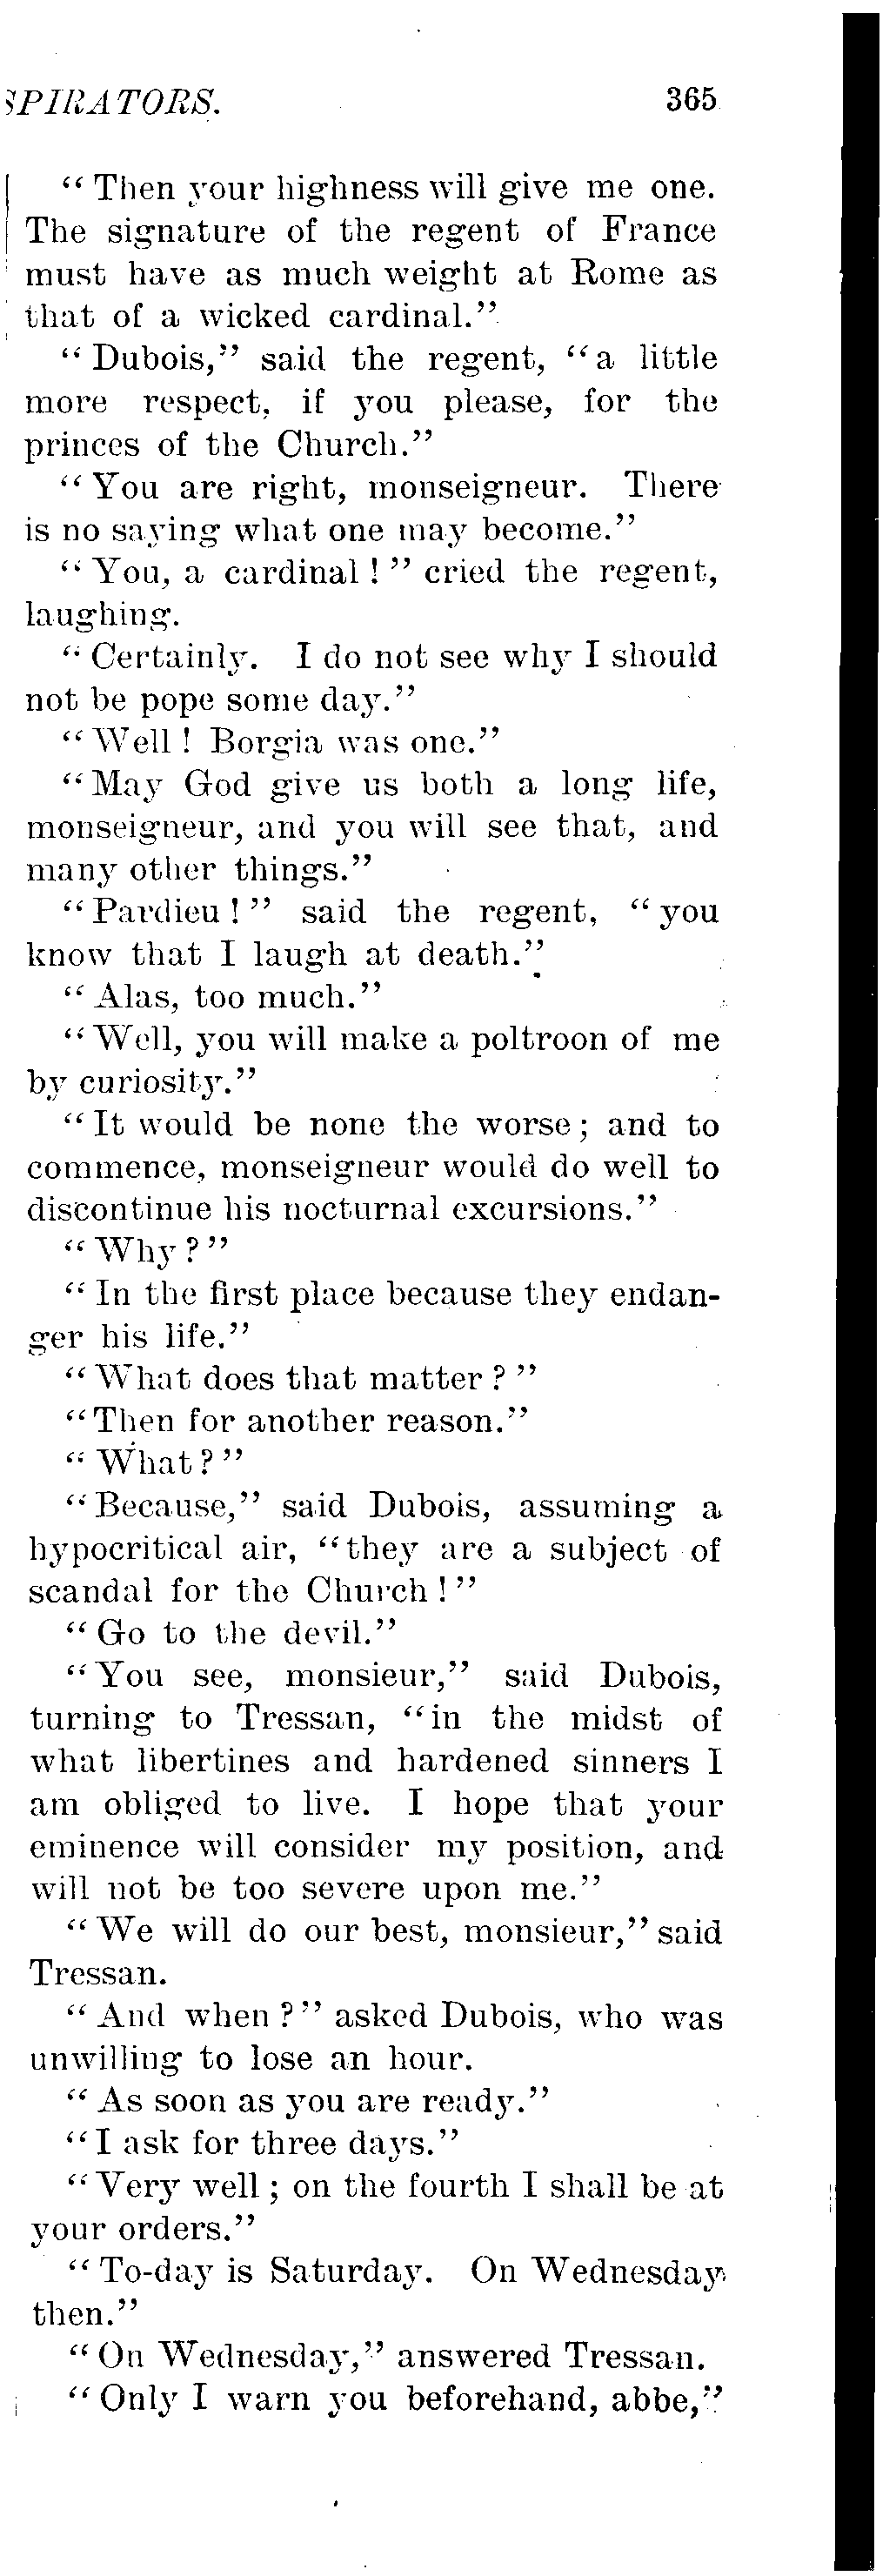 SPIRATORS. 365
" Then your highness will give me one.
The signature of the regent of France
must have as much weight at Rome as
that of a wicked cardinal."
" Dubois," said the regent, "a little
more respect, if you please, for the
princes of the Church."
" You are right, monseigneur. There
is no saying what one may become."
" You, a cardinal ! " cried the regent,
laughing.
" Certainly. I do not see why I should
not be pope some day."
" Well ! Borgia was one."
" May God give us both a long life,
monseigneur, and you will see that, and
many other things."
" Pardieu ! " said the regent, " you
know that I laugh at death."
" Alas, too much."
" Well, you will make a poltroon of me
by curiosity."
" It would be none the worse ; and to
commence, monseigneur would do well to
discontinue his nocturnal excursions."
" Why ? "
" In the first place because they endan-
ger his life."
" What does that matter ? "
" Then for another reason."
" What ? "
" Because," said Dubois, assuming a
hypocritical air, "they are a subject of
scandal for the Church ! "
" Go to the devil."
" You see, monsieur," said Dubois,
turning to Tressan, "in the midst of
what libertines and hardened sinners I
am obliged to live. I hope that your
eminence will consider my position, and
will not be too severe upon me."
" We will do our best, monsieur," said
Tressan.
" And when ? " asked Dubois, who was
unwilling to lose an hour.
" As soon as you are ready."
" I ask for three days."
" Very well ; on the fourth I shall be at
your orders."
" To-day is Saturday. On Wednesday,
then."
" On Wednesday," answered Tressan.
" Only I warn you beforehand, abbe,"